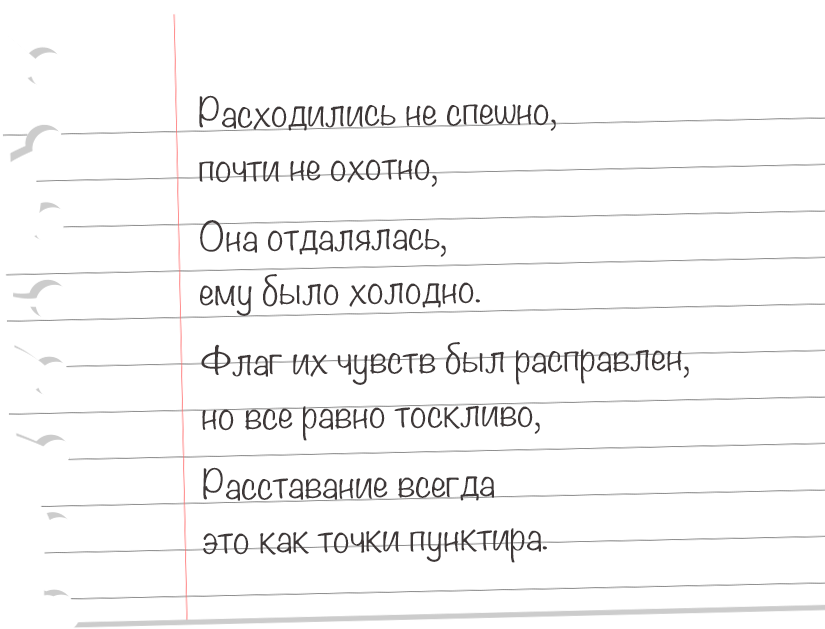 Расходились не спешно,
почти не охотно,
Она отдалялась,
ему было холодно.
Флаг их чувств был расправлен,
но все равно тоскливо,
Расставание всегда
это как точки пунктира.